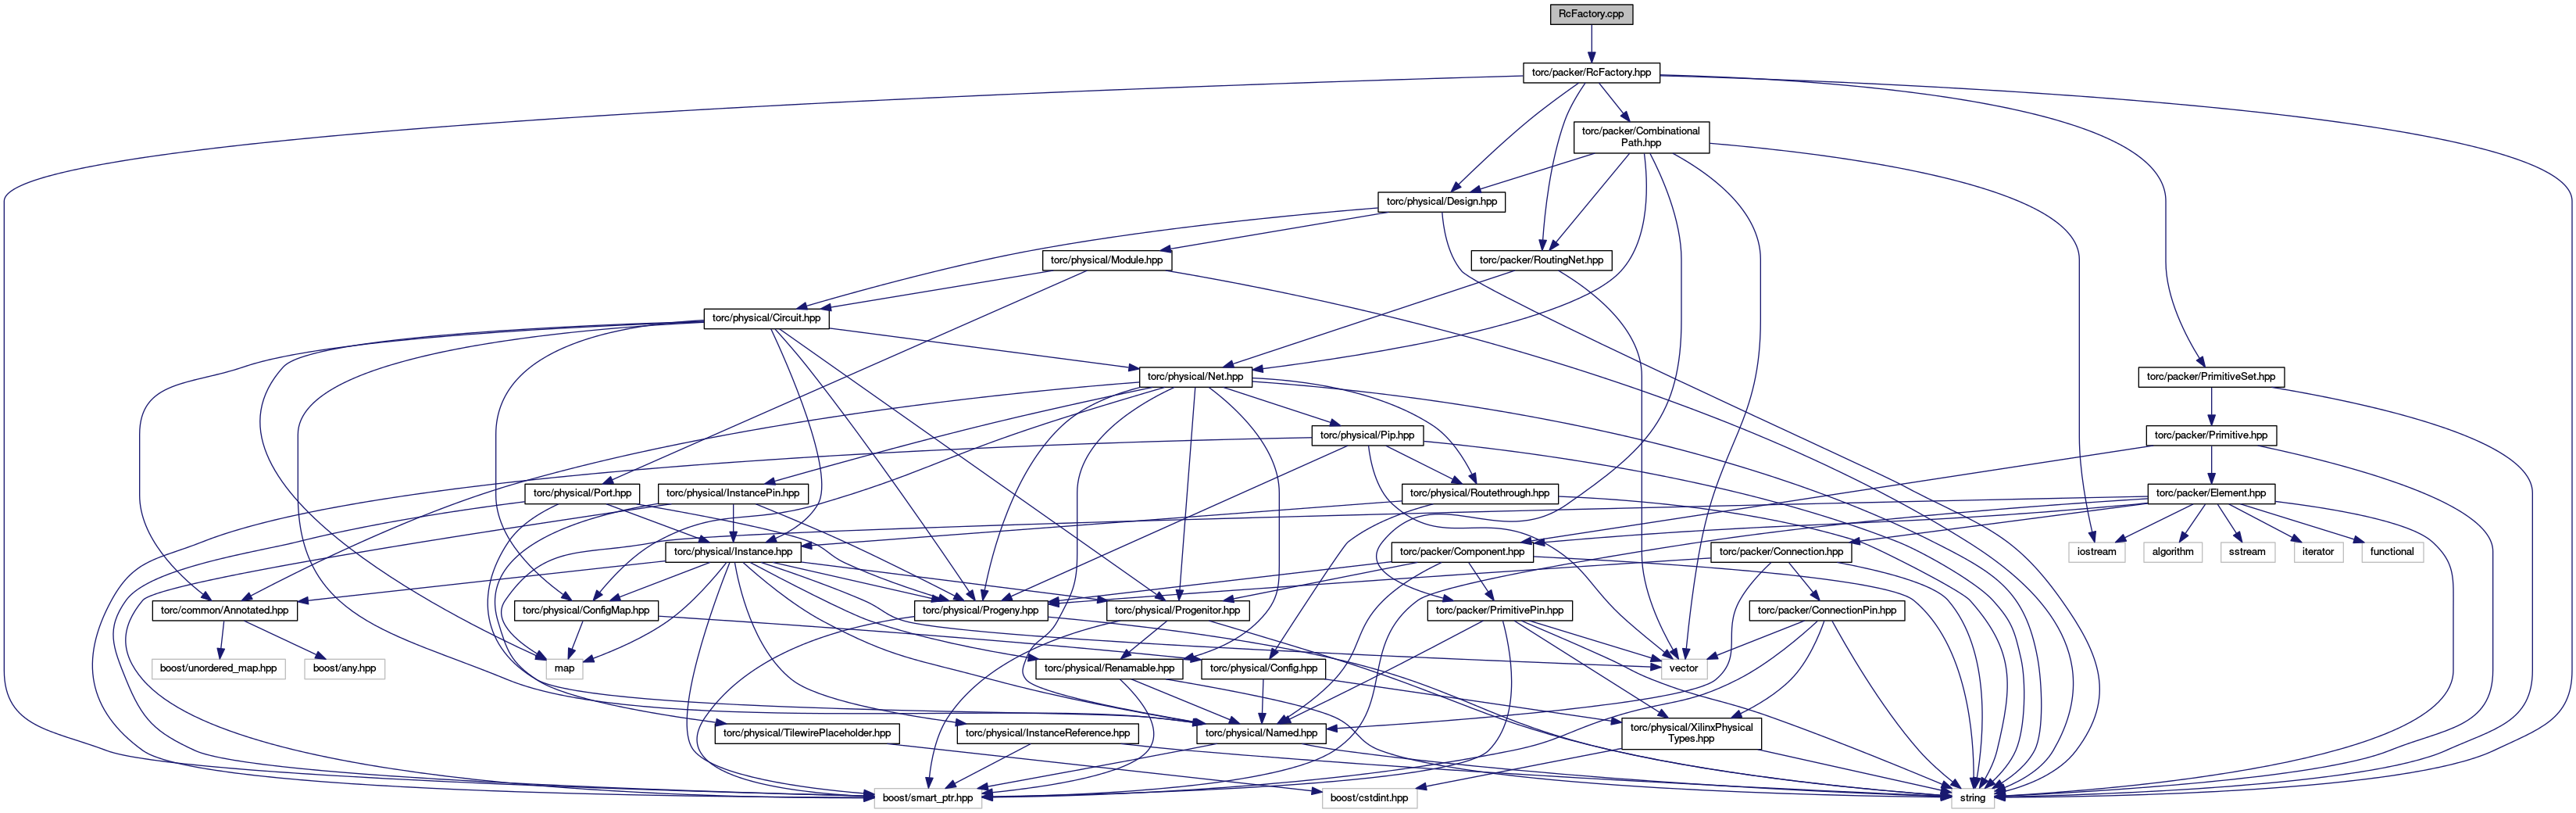 RcFactory.cpp
torc/packer/RcFactory.hpp
torc/packer/Combinational
Path.hpp
torc/physical/Design.hpp
torc/physical/Module.hpp
torc/packer/RoutingNet.hpp
torc/physical/Circuit.hpp
torc/physical/Net.hpp
torc/packer/PrimitiveSet.hpp
torc/physical/Pip.hpp
torc/packer/Primitive.hpp
torc/physical/Port.hpp
torc/physical/InstancePin.hpp
torc/physical/Routethrough.hpp
torc/packer/Element.hpp
torc/physical/Instance.hpp
torc/packer/Component.hpp
torc/packer/Connection.hpp
iostream
algorithm
sstream
iterator
functional
torc/common/Annotated.hpp
torc/physical/ConfigMap.hpp
torc/physical/Progeny.hpp
torc/physical/Progenitor.hpp
torc/packer/PrimitivePin.hpp
torc/packer/ConnectionPin.hpp
boost/unordered_map.hpp
boost/any.hpp
map
torc/physical/Renamable.hpp
torc/physical/Config.hpp
vector
torc/physical/TilewirePlaceholder.hpp
torc/physical/InstanceReference.hpp
torc/physical/Named.hpp
torc/physical/XilinxPhysical
Types.hpp
boost/smart_ptr.hpp
boost/cstdint.hpp
string